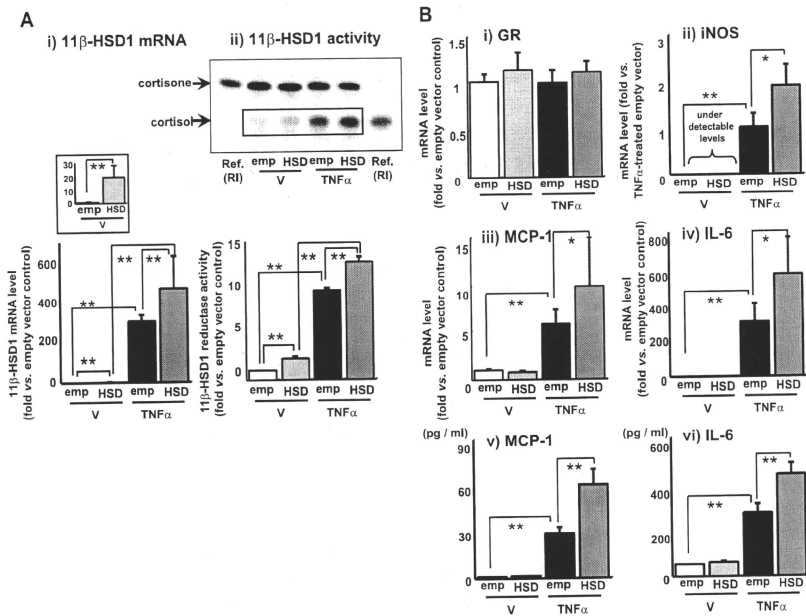 A
i) 11β-HSD1 mRNA
ii) 11β-HSD1 activity
cortisone
cortisol
Ref. (RI)
emp HSD emp HSD
V TNFα
Ref. (RI)
30
20
10
0
**
emp HSD
V
11β-HSD1 mRNA level
(fold vs. empty vector control)
600
400
200
0
**
**
**
**
emp HSD emp HSD
V TNFα
11β-HSD1 reductase activity
(fold vs. empty vector control)
15
10
5
0
**
**
**
**
emp HSD emp HSD
V TNFα
B
i) GR
mRNA level
(fold vs. empty vector control)
1.5
1
0.5
0
emp HSD emp HSD
V TNFα
ii) iNOS
mRNA level (fold vs.
TNFα-treated empty vector)
3
2
1
0
under
detectable
levels
**
*
emp HSD emp HSD
V TNFα
iii) MCP-1
mRNA level
(fold vs. empty vector control)
15
10
5
0
**
*
emp HSD emp HSD
V TNFα
iv) IL-6
mRNA level
(fold vs. empty vector control)
800
600
400
200
0
**
*
emp HSD emp HSD
V TNFα
v) MCP-1
(pg / ml)
90
60
30
0
**
**
emp HSD emp HSD
V TNFα
vi) IL-6
(pg / ml)
600
400
200
0
**
**
emp HSD emp HSD
V TNFα